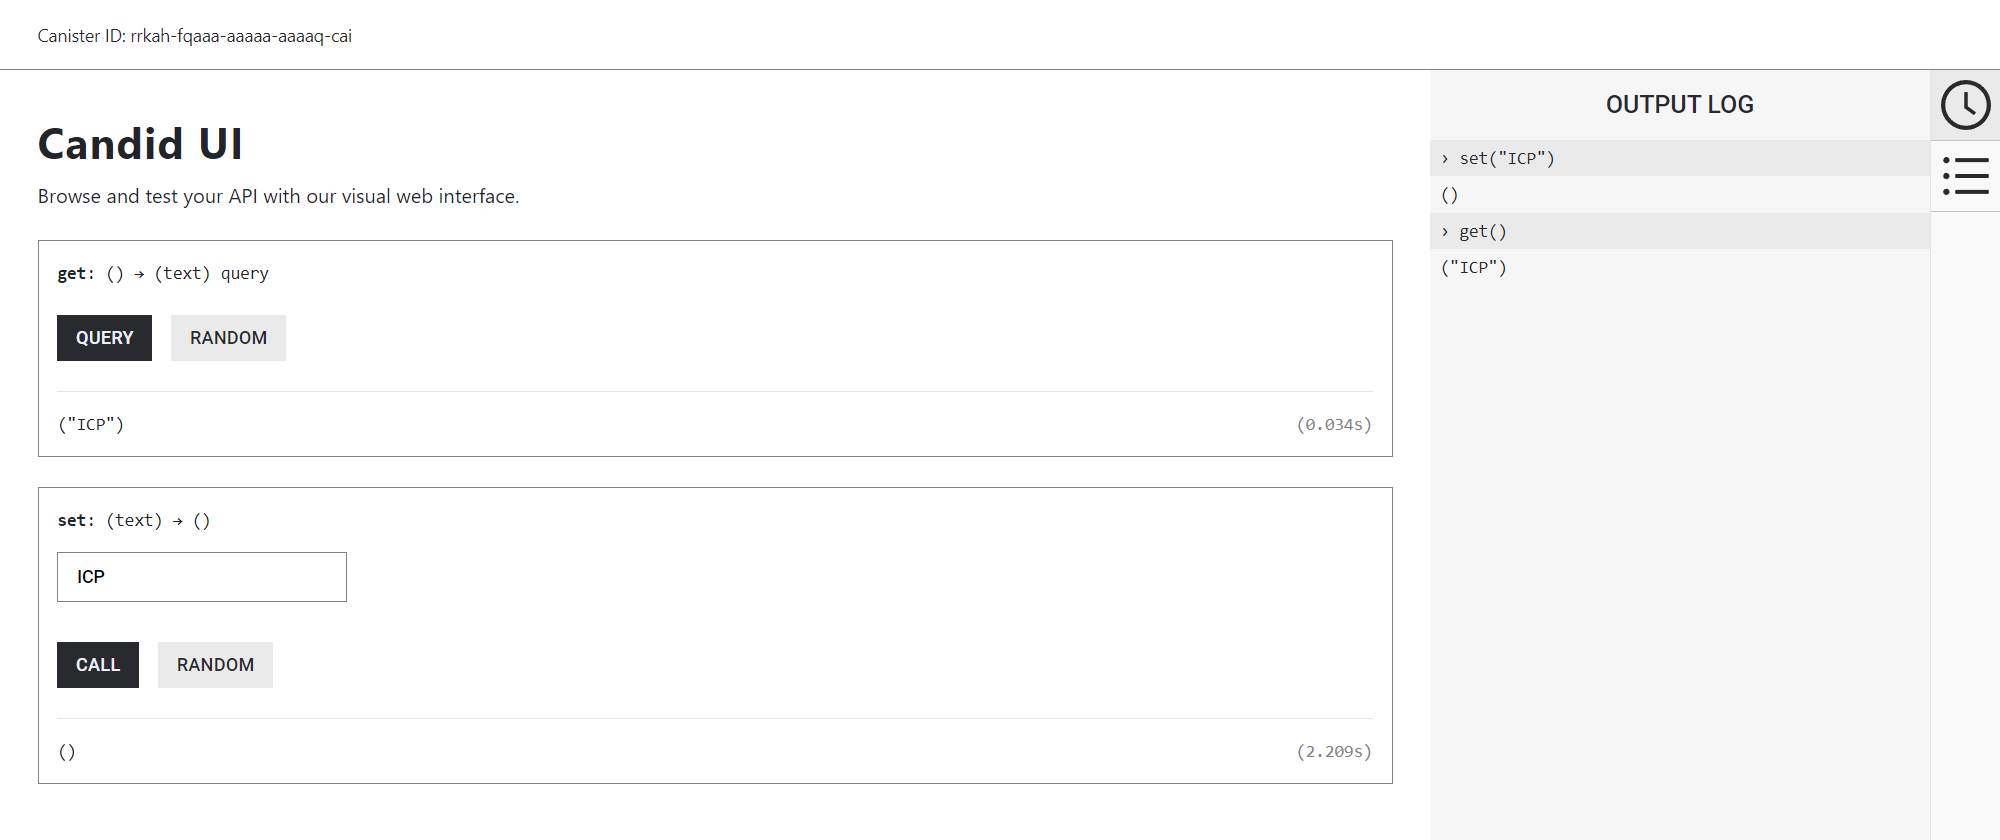 Canister ID: rrkah-fqaaa-aaaaa-aaaaq-cai
Candid UI
Browse and test your API with our visual web interface.
get: () → (text) query
QUERY RANDOM
("ICP") (0.034s)
set: (text) → ()
ICP
CALL RANDOM
() (2.209s)
OUTPUT LOG
› set("ICP")
()
› get()
("ICP")